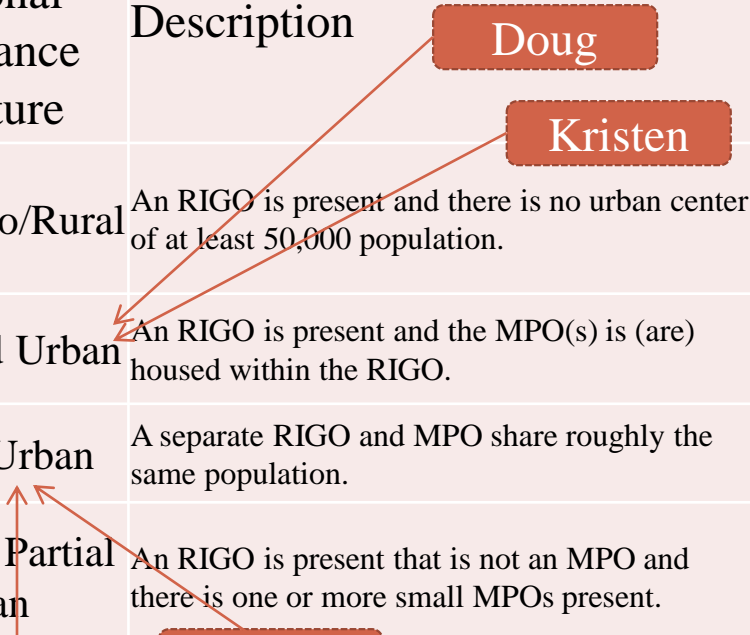 Description
ance
ture
Doug
Kristen
o/Rural
An RIGO is present and there is no urban center
of at least 50,000 population.
Urban
An RIGO is present and the MPO(s) is (are)
housed within the RIGO.
Urban
A separate RIGO and MPO share roughly the
same population.
Partial
an
An RIGO is present that is not an MPO and
there is one or more small MPOs present.